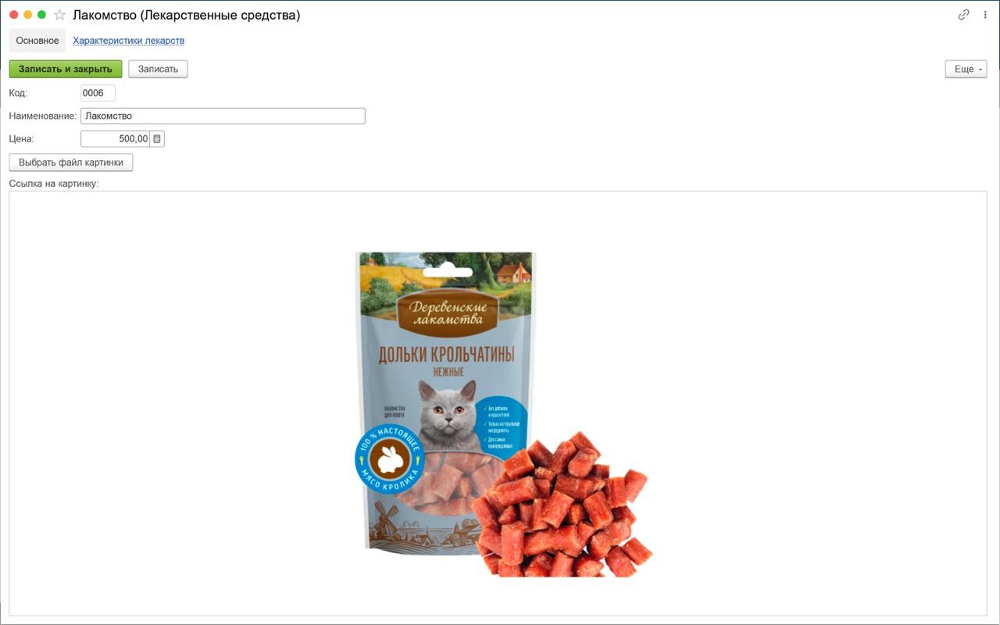 Лакомство (Лекарственные средства)
Основное Характеристики лекарств
Записать и закрыть Записать Еще
Код: 0006
Наименование: Лакомство
Цена: 500,00
Выбрать файл картинки
Ссылка на картинку:
Деревенские
лакомства
ДОЛЬКИ КРОЛЬЧАТИНЫ
НЕЖНЫЕ
ЛАКОМСТВА
ДЛЯ КОШЕК
Без добавок
и красителей
Только натуральные
ингредиенты
Для самых
привередливых
100 % НАСТОЯЩЕЕ
МЯСО КРОЛИКА